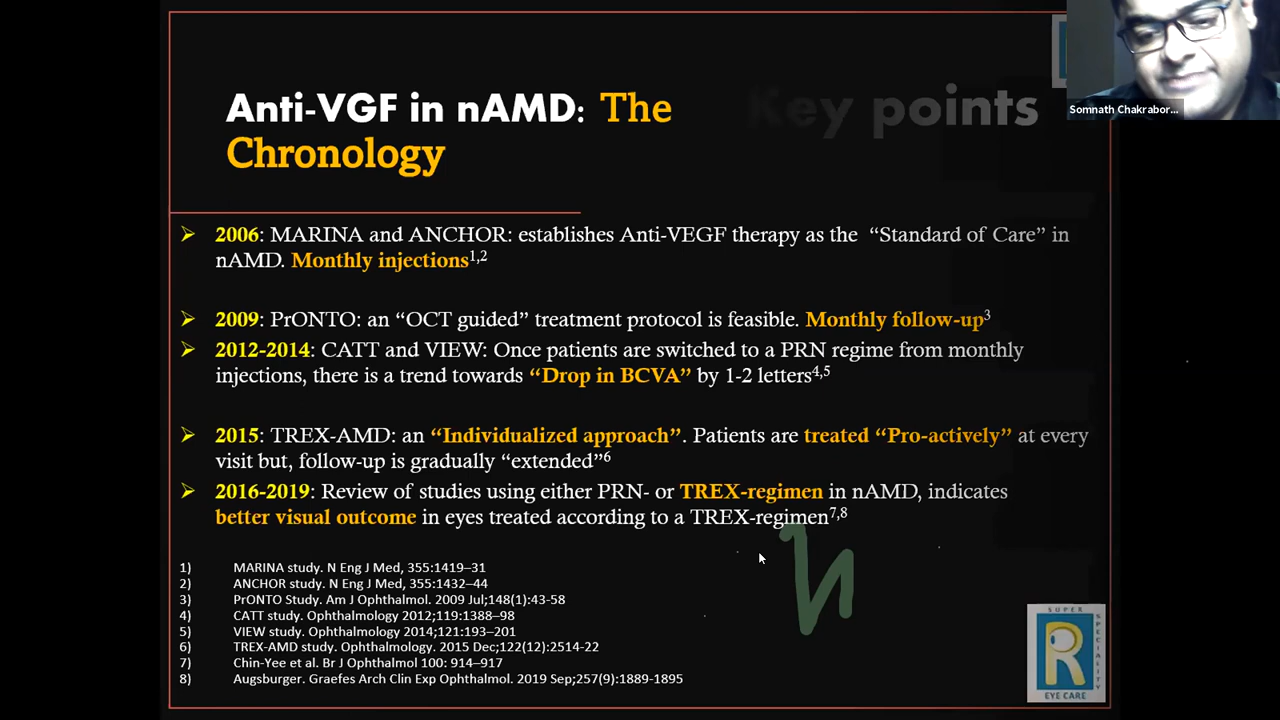 Anti-VGF in nAMD: The
Chronology
Key points
Somnath Chakrabor...
➢ 2006: MARINA and ANCHOR: establishes Anti-VEGF therapy as the “Standard of Care” in
nAMD. Monthly injections1,2
➢ 2009: PrONTO: an “OCT guided” treatment protocol is feasible. Monthly follow-up3
➢ 2012-2014: CATT and VIEW: Once patients are switched to a PRN regime from monthly
injections, there is a trend towards “Drop in BCVA” by 1-2 letters4,5
➢ 2015: TREX-AMD: an “Individualized approach”. Patients are treated “Pro-actively” at every
visit but, follow-up is gradually “extended”6
➢ 2016-2019: Review of studies using either PRN- or TREX-regimen in nAMD, indicates
better visual outcome in eyes treated according to a TREX-regimen7,8
1) MARINA study. N Eng J Med, 355:1419–31
2) ANCHOR study. N Eng J Med, 355:1432–44
3) PrONTO Study. Am J Ophthalmol. 2009 Jul;148(1):43-58
4) CATT study. Ophthalmology 2012;119:1388–98
5) VIEW study. Ophthalmology 2014;121:193–201
6) TREX-AMD study. Ophthalmology. 2015 Dec;122(12):2514-22
7) Chin-Yee et al. Br J Ophthalmol 100: 914–917
8) Augsburger. Graefes Arch Clin Exp Ophthalmol. 2019 Sep;257(9):1889-1895
SUPER
SPECIALITY
R
EYE CARE